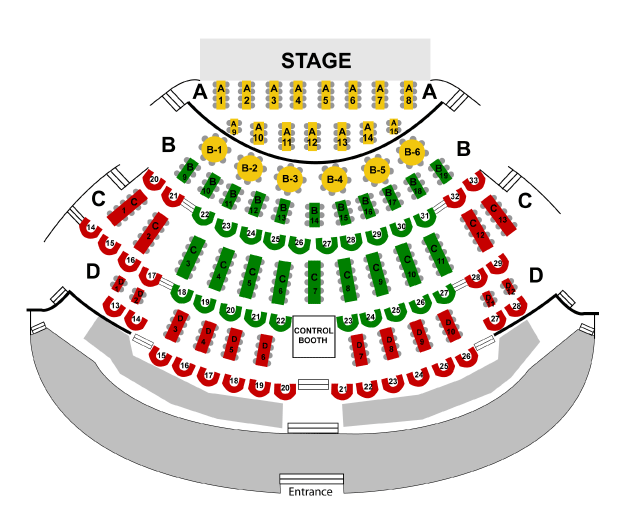 STAGE
A A
A 1 A 2 A 3 A 4 A 5 A 6 A 7 A 8
A 9 A 10 A 11 A 12 A 13 A 14 A 15
B B
B-1 B-2 B-3 B-4 B-5 B-6
B 9 B 10 B 11 B 12 B 13 B 14 B 15 B 16 B 17 B 18 B 19
C C
20 21 22 23 24 25 26 27 28 29 30 31 32 33
C 1 C 2 C 3 C 4 C 5 C 6 C 7 C 8 C 9 C 10 C 11 C 12 C 13
14 15 16 17 18 19 20 21 22 23 24 25 26 27 28 29
D D
CONTROL
BOOTH
D 3 D 4 D 5 D 6 D 7 D 8 D 9 D 10
13 14 15 16 17 18 19 20 21 22 23 24 25 26 27 28
Entrance